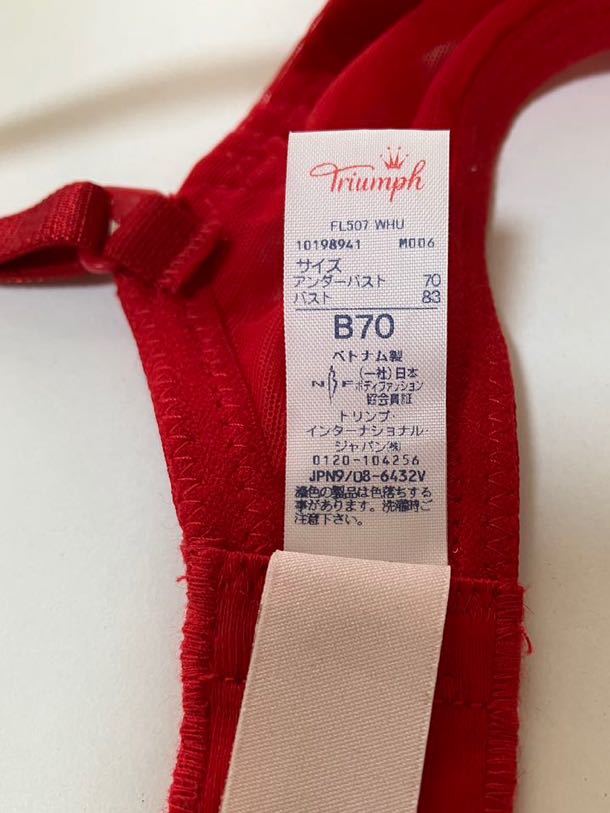 Triumph
FL507 WHU
10198941 M006
サイズ
アンダーバスト 70
バスト 83
B70
ベトナム製
NBF (一社)日本
ボディファッション
協会員証
トリンプ・
インターナショナル・
ジャパン(株)
0120-104256
JPN9/08-6432V
濃色の製品は色落ちする
事があります。洗濯時ご
注意下さい。